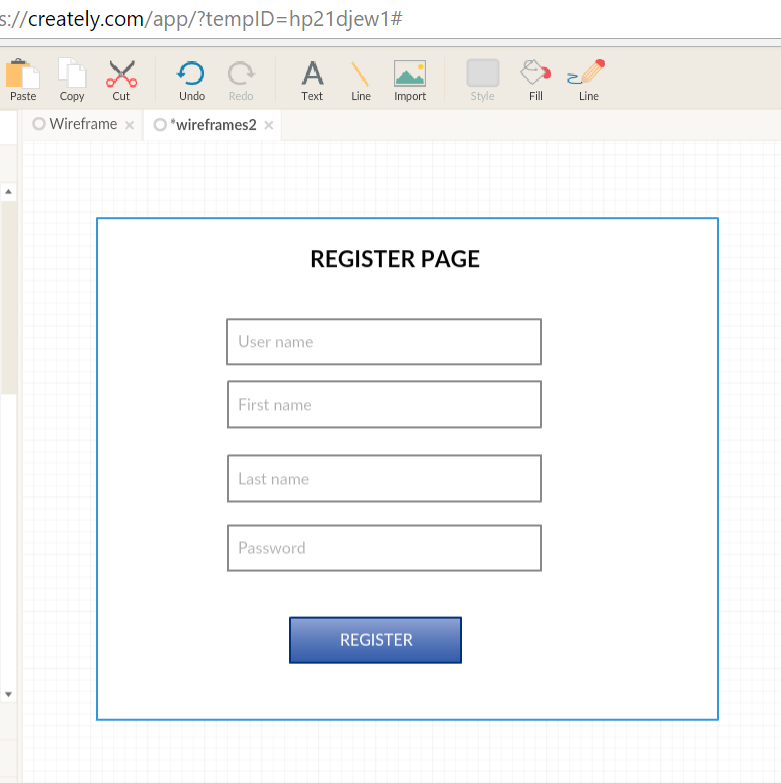 s://creately.com/app/?tempID=hp21djew1#
Paste Copy Cut Undo Redo Text Line Import Style Fill Line
Wireframe × *wireframes2 ×
REGISTER PAGE
User name
First name
Last name
Password
REGISTER